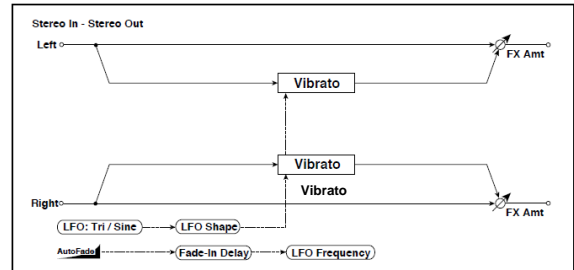 Stereo In - Stereo Out
Left
FX Amt
Vibrato
Vibrato
Vibrato
Right
FX Amt
LFO: Tri / Sine
LFO Shape
AutoFade
Fade-In Delay
LFO Frequency